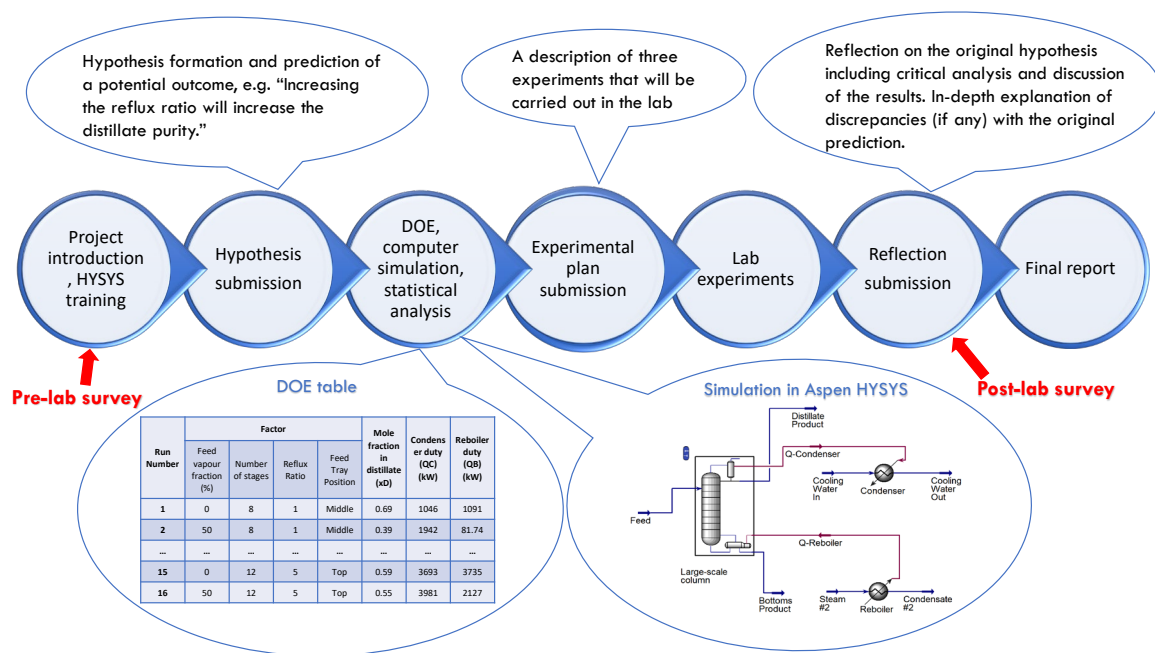 Hypothesis formation and prediction of
a potential outcome, e.g. “Increasing
the reflux ratio will increase the
distillate purity.”
A description of three
experiments that will be
carried out in the lab
Reflection on the original hypothesis
including critical analysis and discussion
of the results. In-depth explanation of
discrepancies (if any) with the original
prediction.
Project
introduction
, HYSYS
training
Hypothesis
submission
DOE,
computer
simulation,
statistical
analysis
Experimental
plan
submission
Lab
experiments
Reflection
submission
Final report
Pre-lab survey
Post-lab survey
DOE table
Run
Number
Factor
Mole
fraction
in
distillate
(xD)
Condens
er duty
(QC)
(kW)
Reboiler
duty
(QB)
(kW)
Feed
vapour
fraction
(%)
Number
of stages
Reflux
Ratio
Feed
Tray
Position
1 0 8 1 Middle 0.69 1046 1091
2 50 8 1 Middle 0.39 1942 81.74
... ... ... ... ... ... ... ...
15 0 12 5 Top 0.59 3693 3735
16 50 12 5 Top 0.55 3981 2127
Simulation in Aspen HYSYS
Distillate
Product
Q-Condenser
Cooling
Water
In
Condenser
Cooling
Water
Out
Feed
Q-Reboiler
Large-scale
column
Bottoms
Product
Steam
#2
Reboiler
Condensate
#2